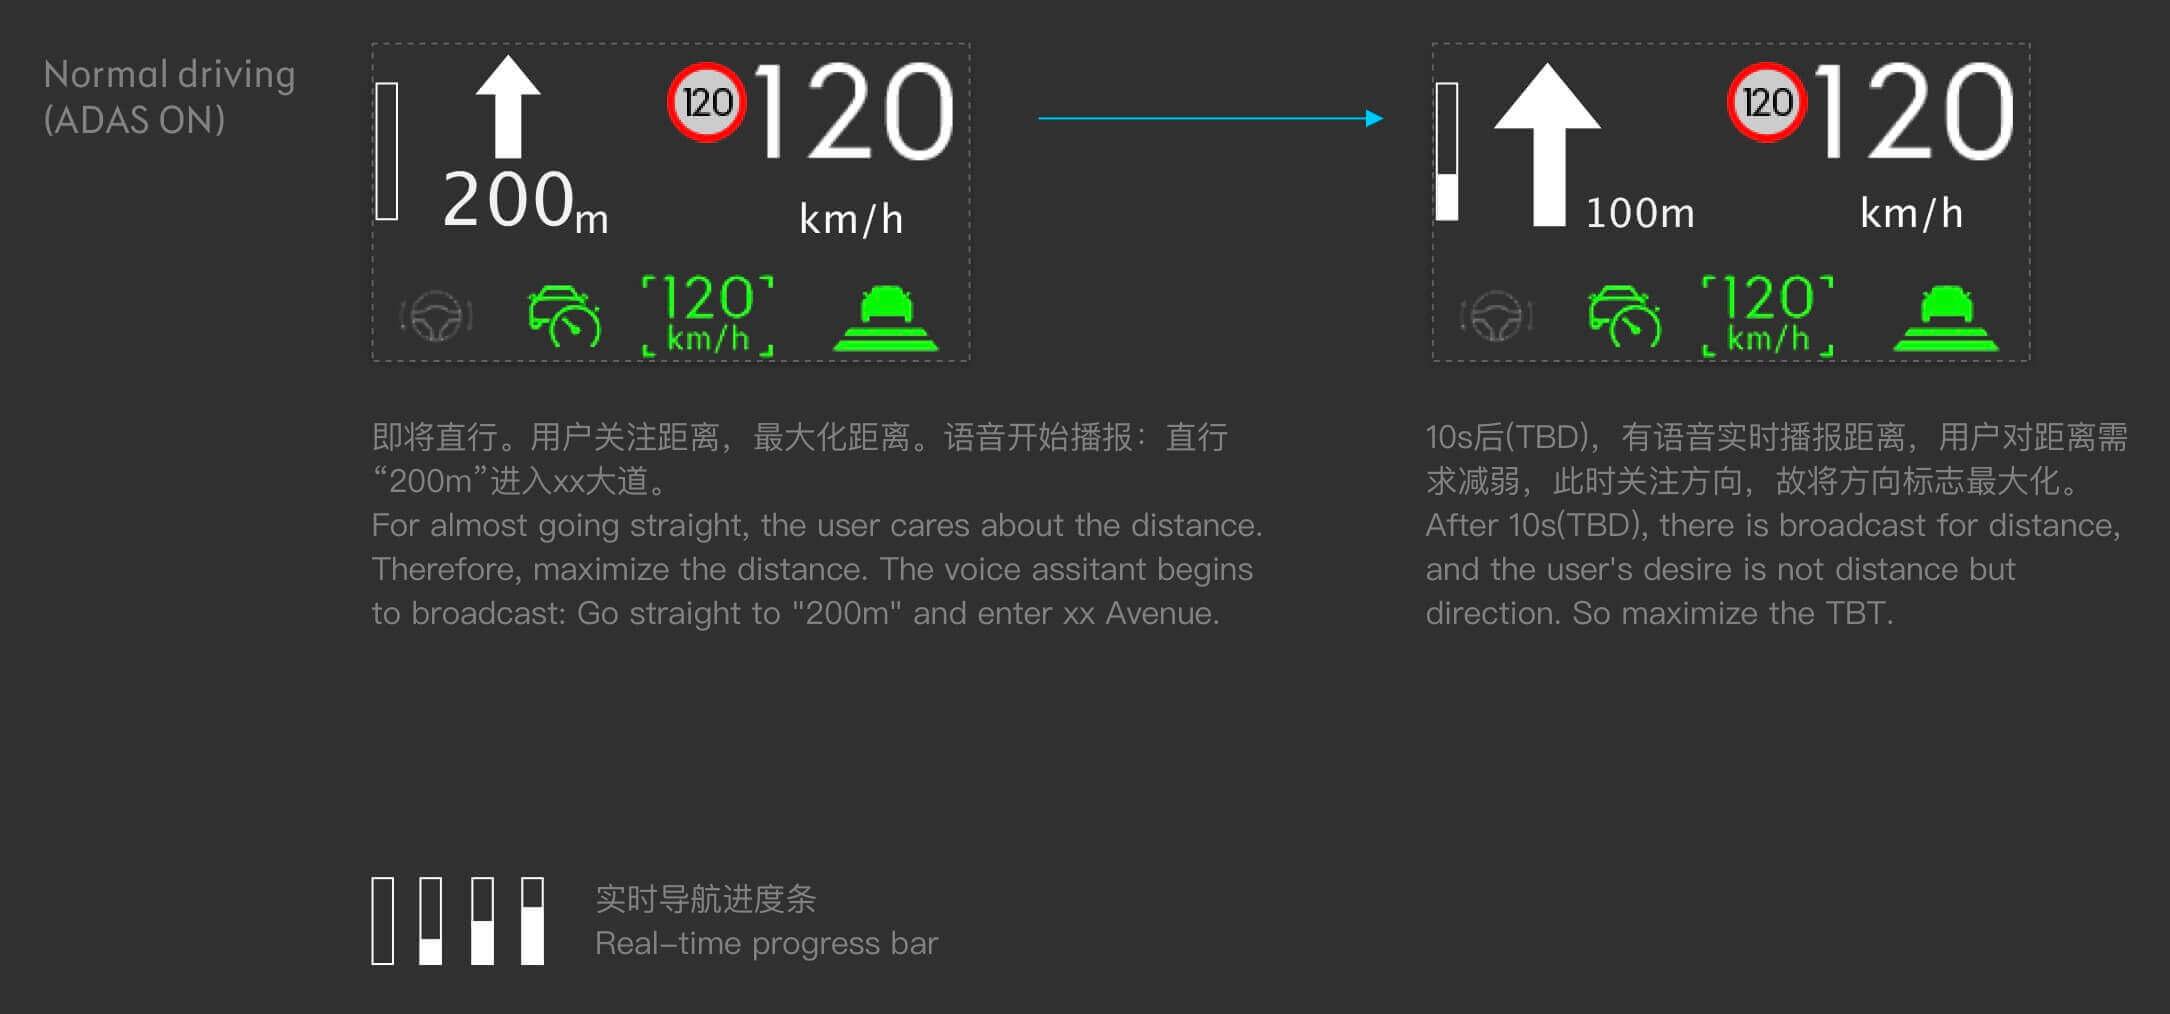 Normal driving
(ADAS ON)
120
120
200m
km/h
120
km/h
120
120
100m
km/h
120
km/h
即将直行。用户关注距离，最大化距离。语音开始播报：直行
“200m”进入xx大道。
For almost going straight, the user cares about the distance.
Therefore, maximize the distance. The voice assitant begins
to broadcast: Go straight to "200m" and enter xx Avenue.
10s后(TBD)，有语音实时播报距离，用户对距离需
求减弱，此时关注方向，故将方向标志最大化。
After 10s(TBD), there is broadcast for distance,
and the user's desire is not distance but
direction. So maximize the TBT.
实时导航进度条
Real-time progress bar